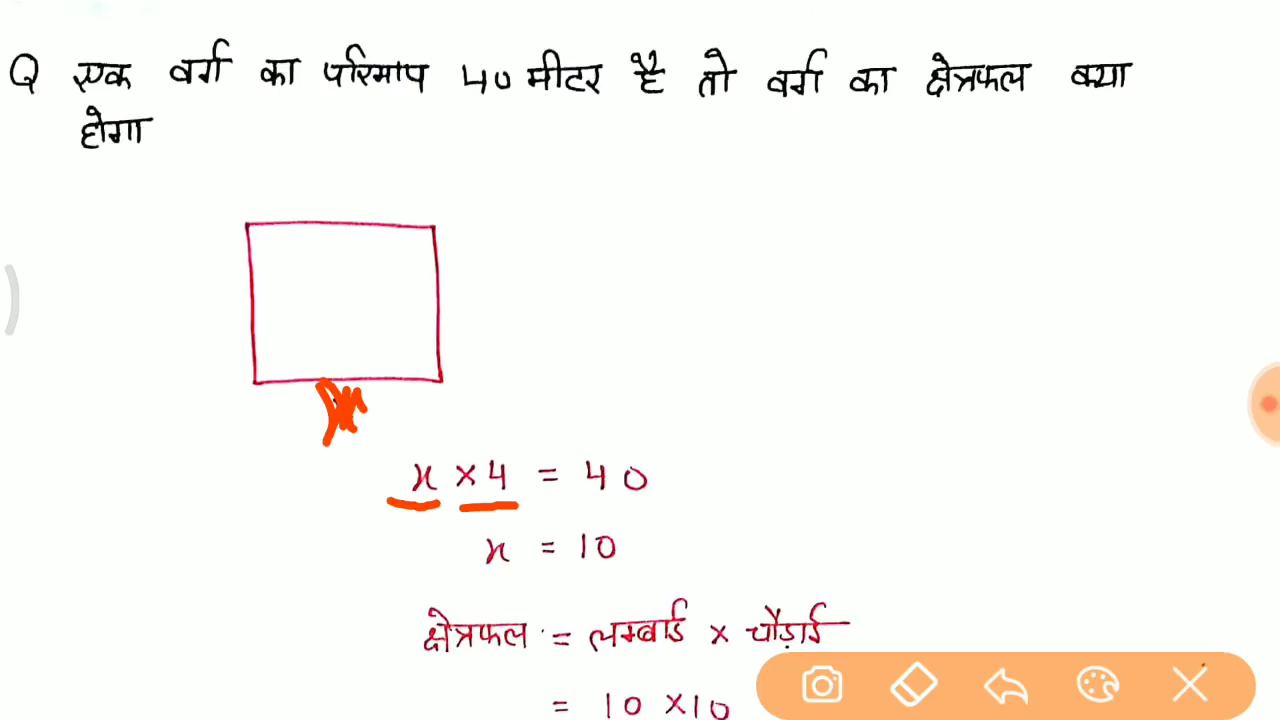 Q एक वर्ग का परिमाप 40 मीटर है तो वर्ग का क्षेत्रफल क्या
होगा
x × 4 = 40
x = 10
क्षेत्रफल = लम्बाई × चौड़ाई
= 10 × 10